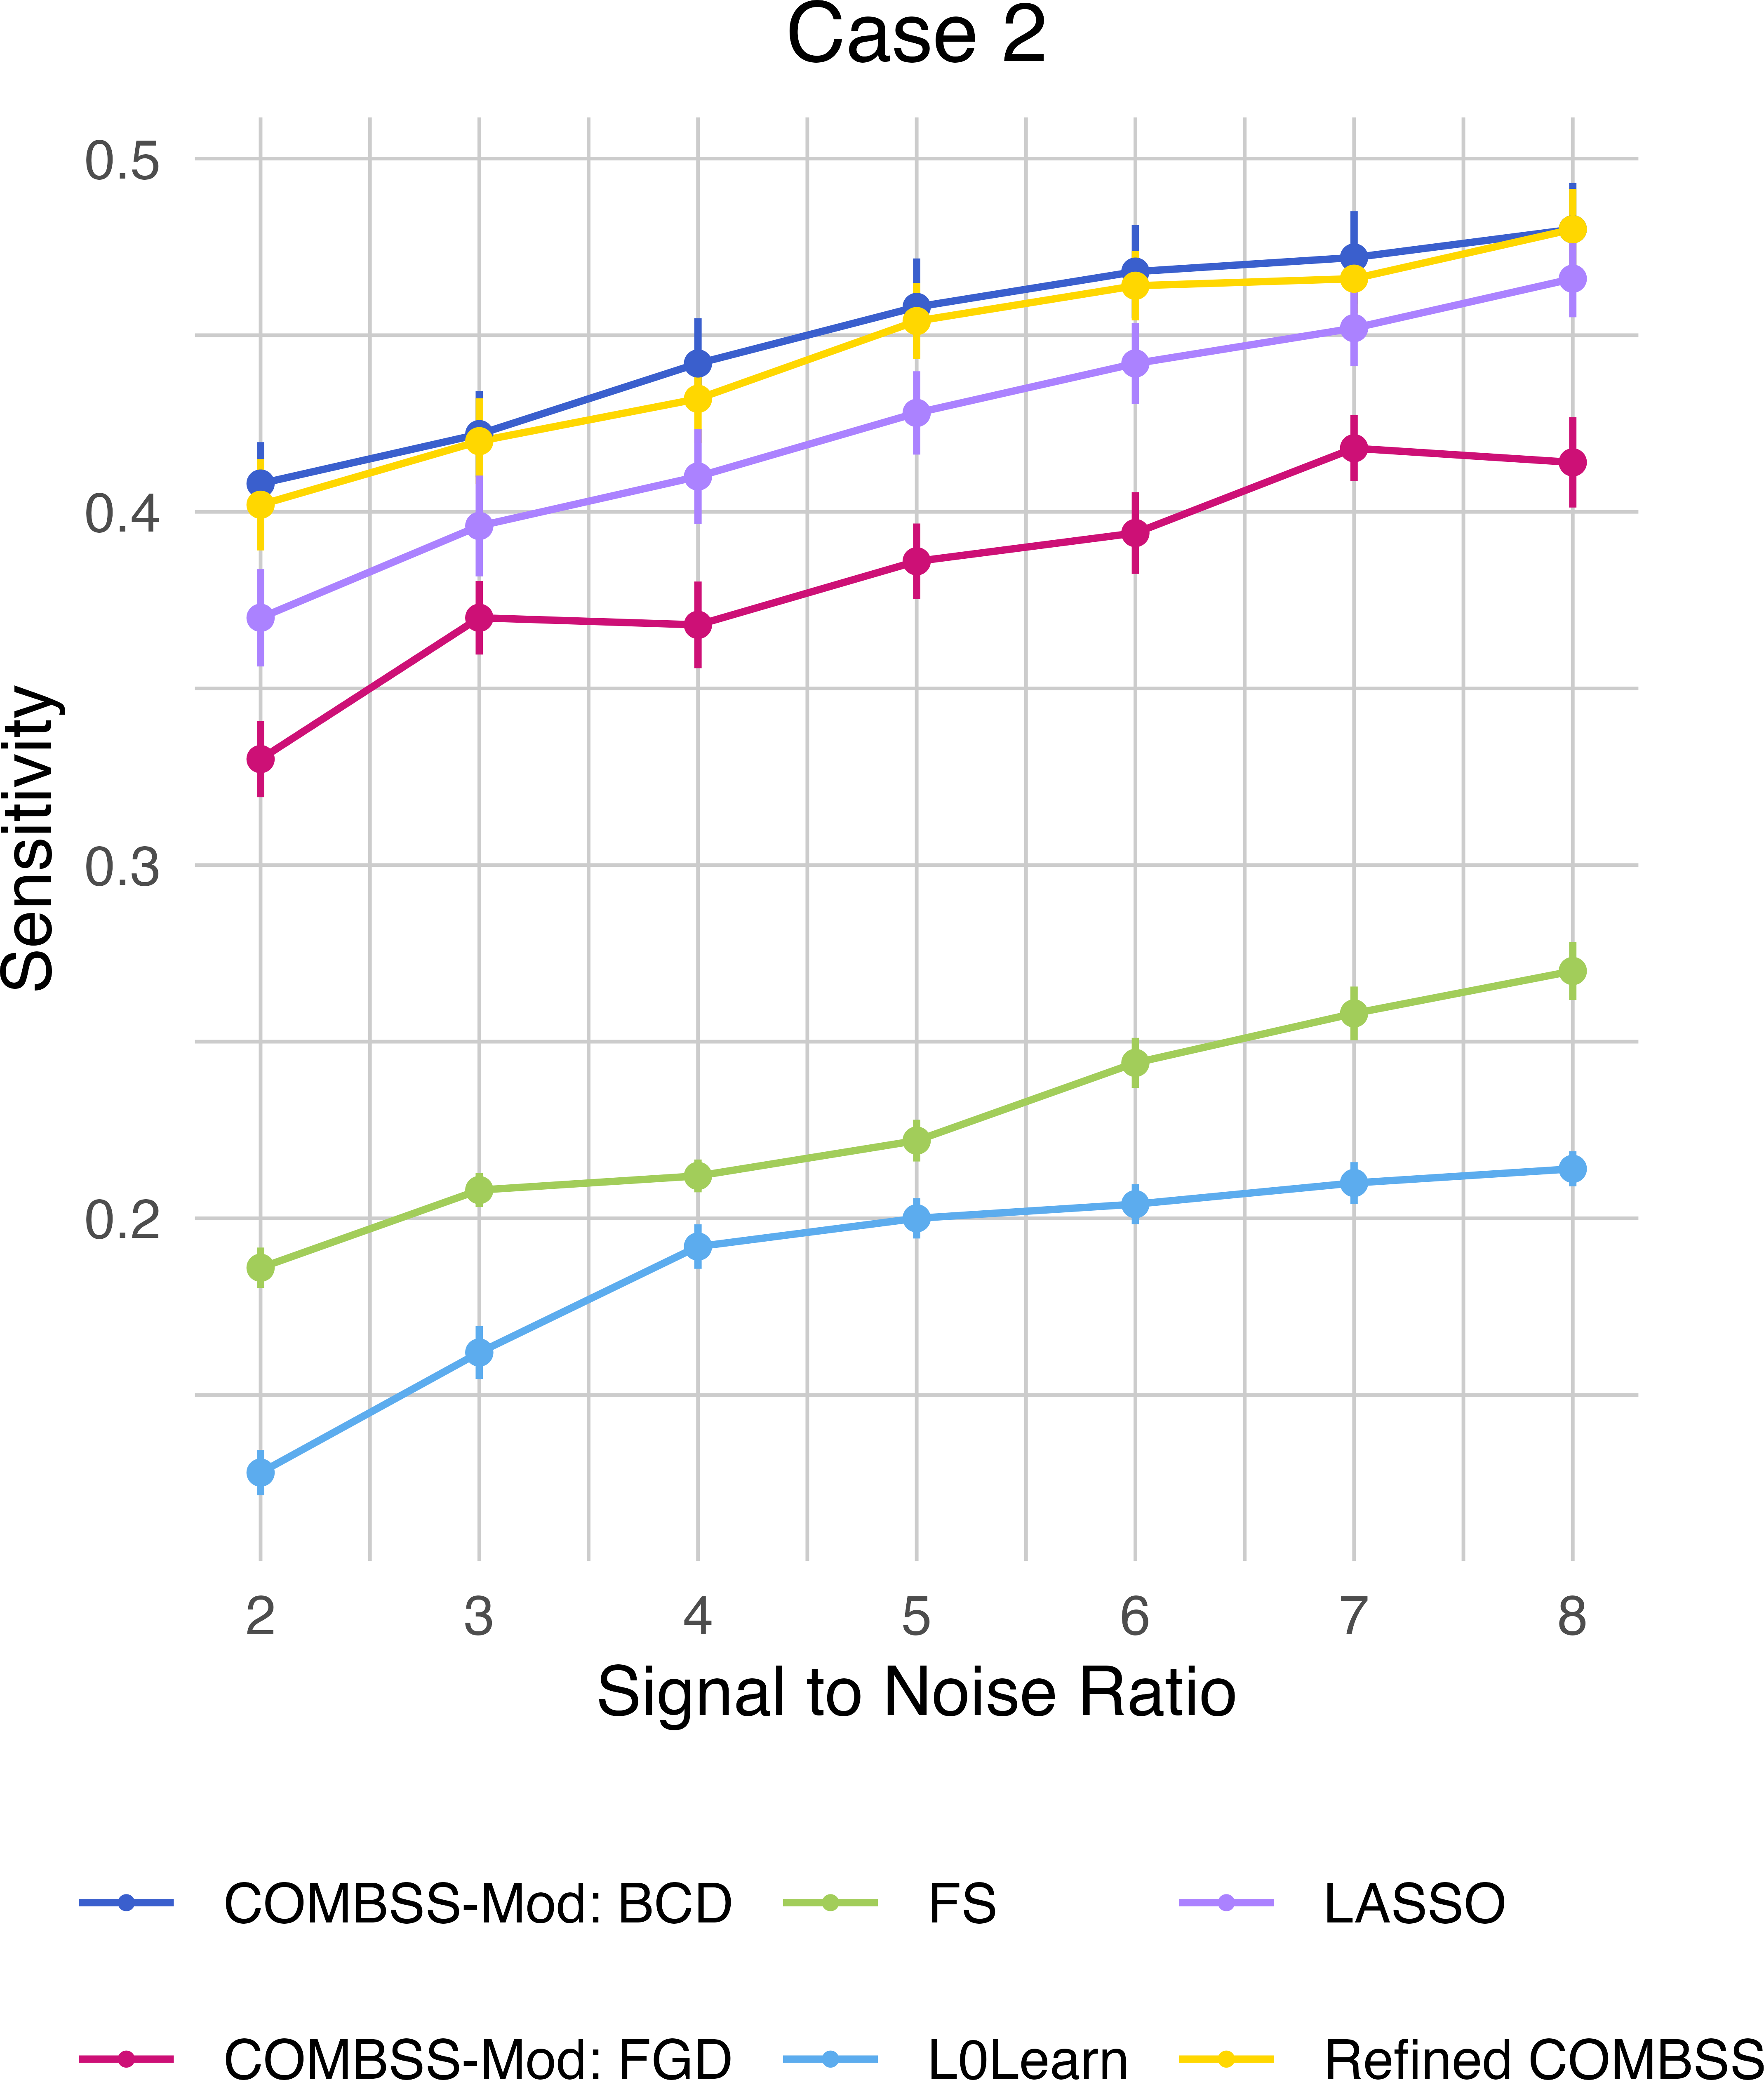 Case 2
0.5
0.4
0.3
0.2
Sensitivity
2 3 4 5 6 7 8
Signal to Noise Ratio
COMBSS-Mod: BCD FS LASSO
COMBSS-Mod: FGD L0Learn Refined COMBSS